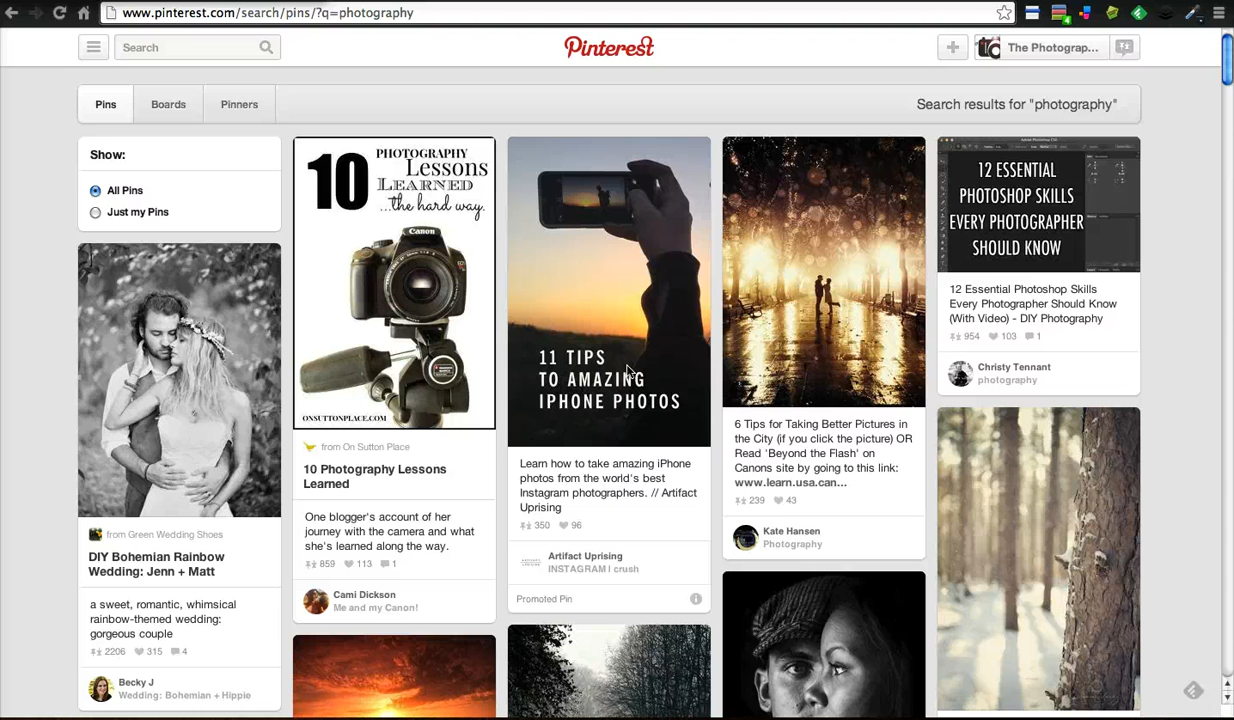 www.pinterest.com/search/pins/?q=photography
4
Search
Pinterest
The Photograp...
Pins
Boards
Pinners
Search results for "photography"
Show:
All Pins
Just my Pins
from Green Wedding Shoes
DIY Bohemian Rainbow
Wedding: Jenn + Matt
a sweet, romantic, whimsical
rainbow-themed wedding:
gorgeous couple
2206 315 4
Becky J
Wedding: Bohemian + Hippie
10 PHOTOGRAPHY
Lessons
LEARNED
...the hard way.
Canon
ONSUTTONPLACE.COM
from On Sutton Place
10 Photography Lessons
Learned
One blogger's account of her
journey with the camera and what
she's learned along the way.
859 113 1
Cami Dickson
Me and my Canon!
11 TIPS
TO AMAZING
IPHONE PHOTOS
Learn how to take amazing iPhone
photos from the world's best
Instagram photographers. // Artifact
Uprising
350 96
Artifact Uprising
INSTAGRAM | crush
Promoted Pin
6 Tips for Taking Better Pictures in
the City (if you click the picture) OR
Read 'Beyond the Flash' on
Canons site by going to this link:
www.learn.usa.can...
239 43
Kate Hansen
Photography
12 ESSENTIAL
PHOTOSHOP SKILLS
EVERY PHOTOGRAPHER
SHOULD KNOW
12 Essential Photoshop Skills
Every Photographer Should Know
(With Video) - DIY Photography
954 103 1
Christy Tennant
photography